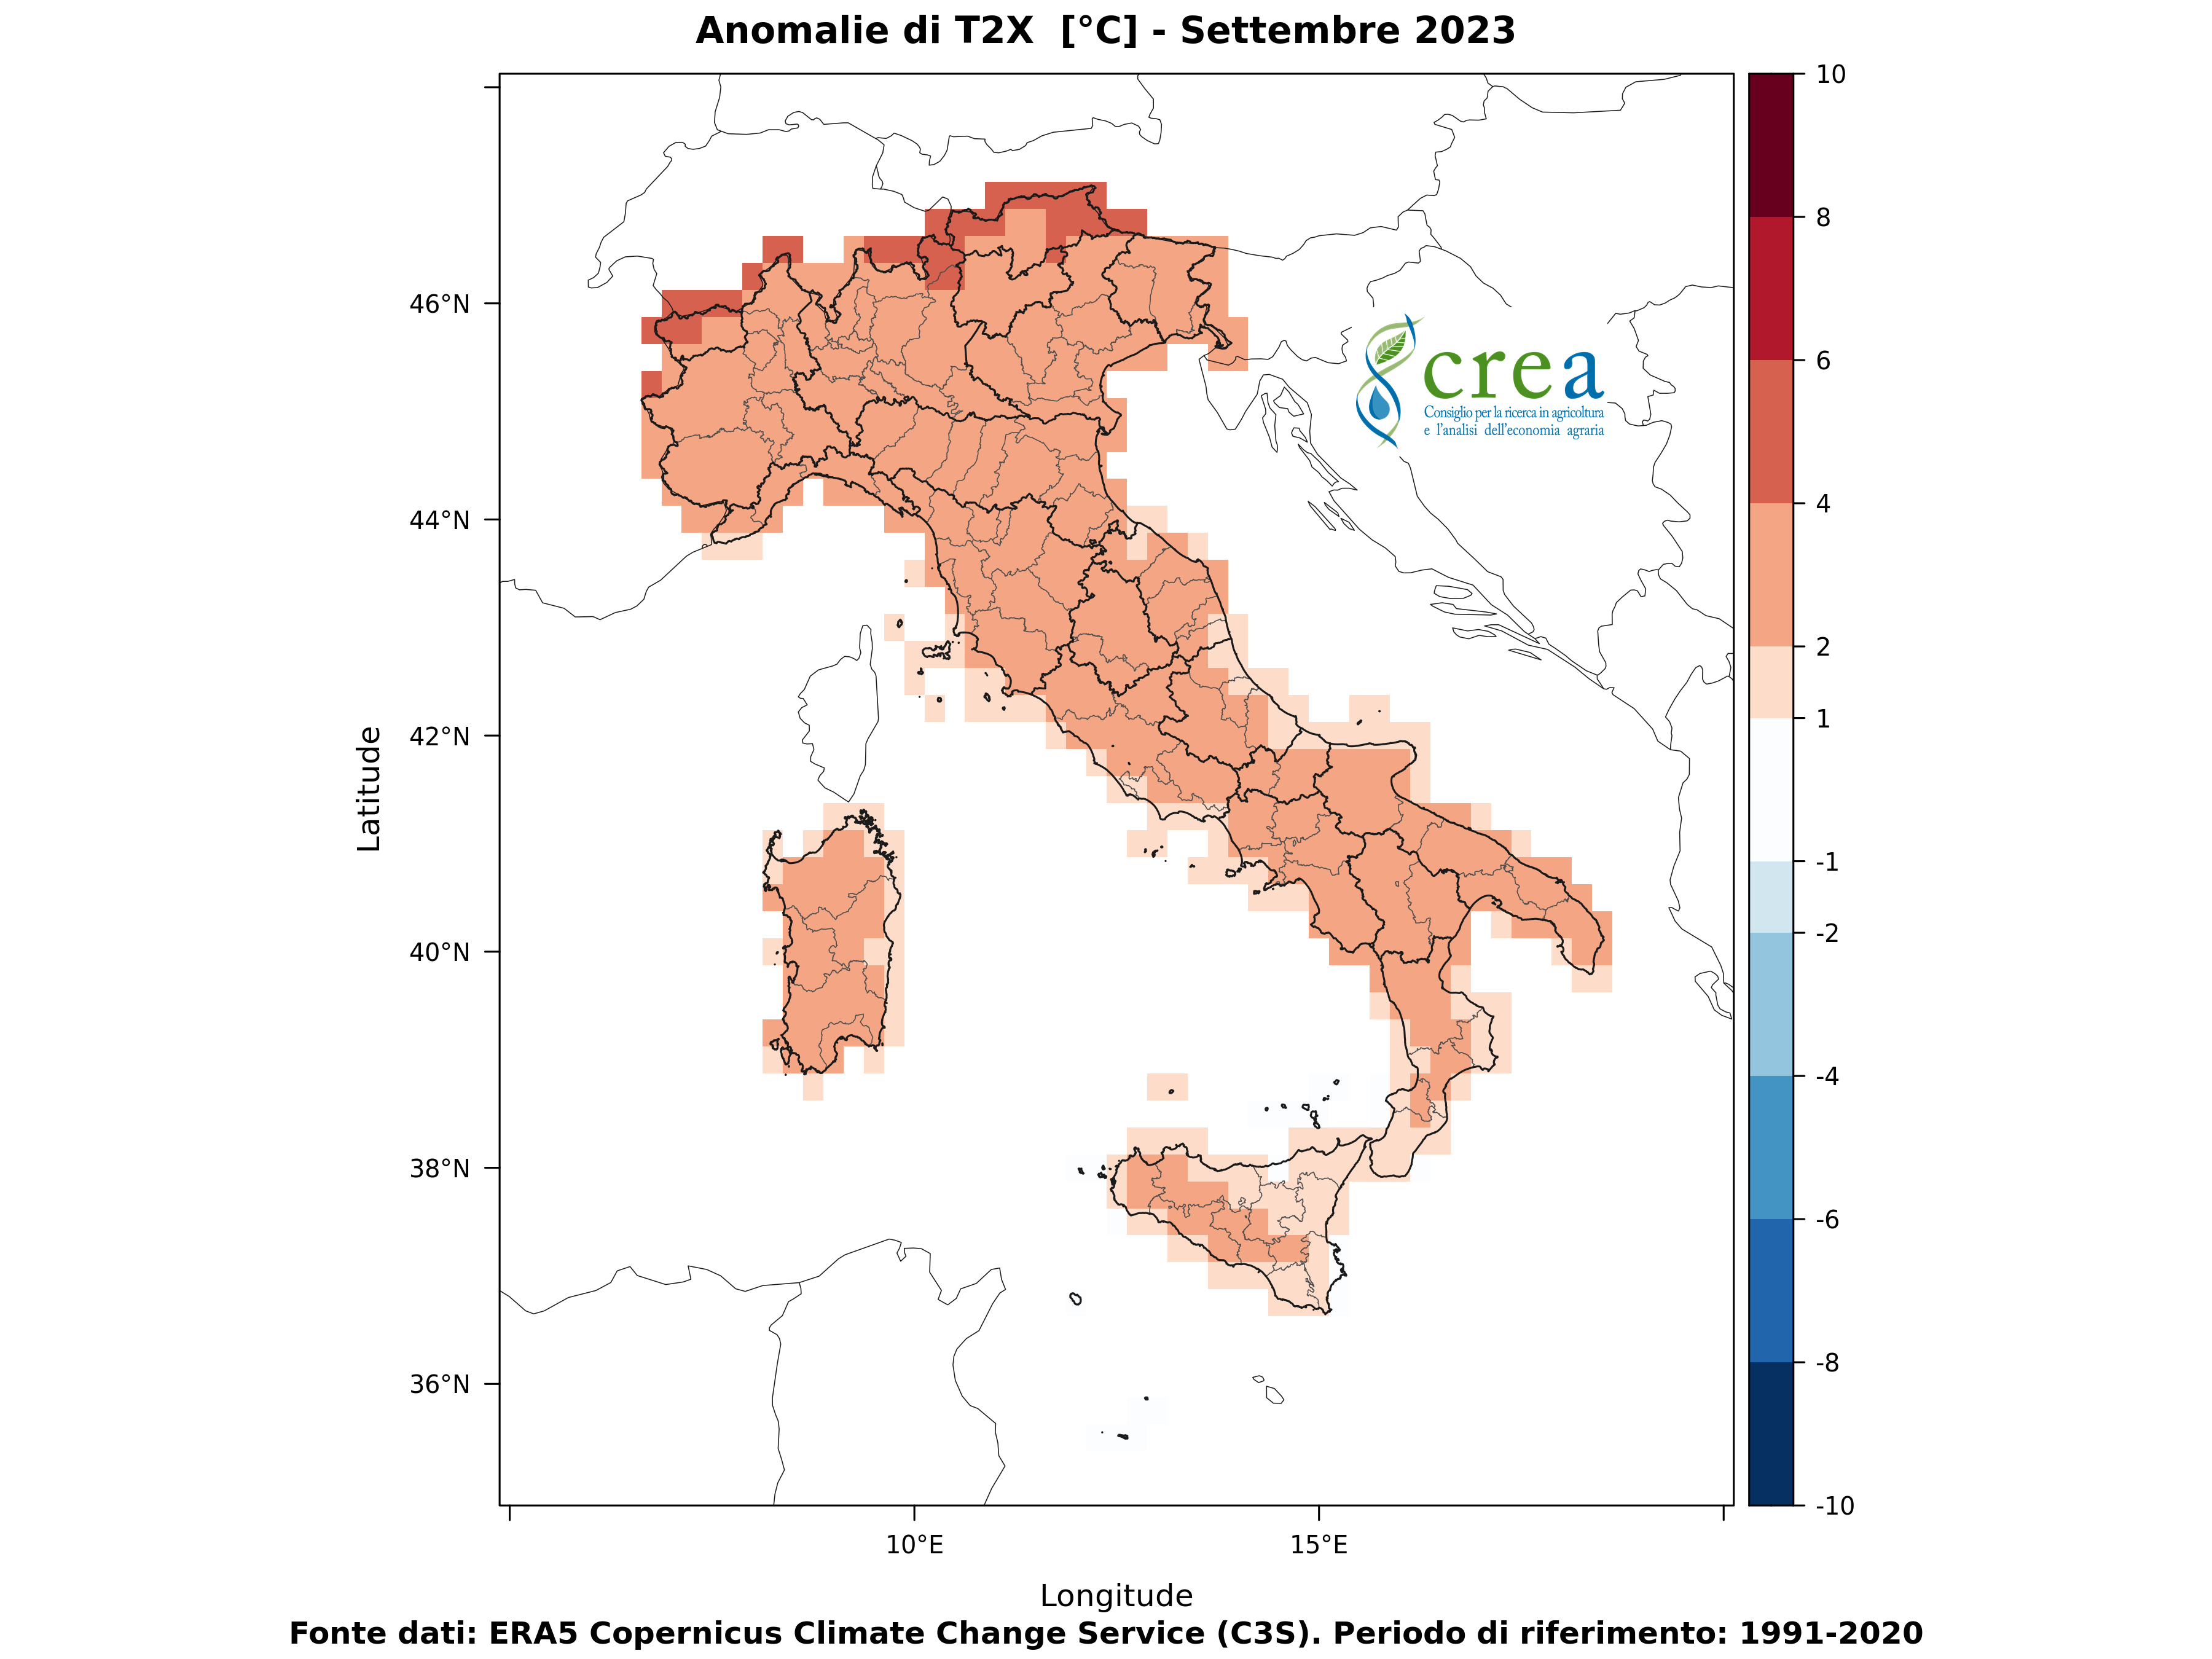 Anomalie di T2X [°C] - Settembre 2023
10
8
6
4
2
1
-1
-2
-4
-6
-8
-10
46°N
44°N
42°N
40°N
38°N
36°N
Latitudine
crea
Consiglio per la ricerca in agricoltura
e l'analisi dell'economia agraria
10°E
15°E
Longitude
Fonte dati: ERA5 Copernicus Climate Change Service (C3S). Periodo di riferimento: 1991-2020